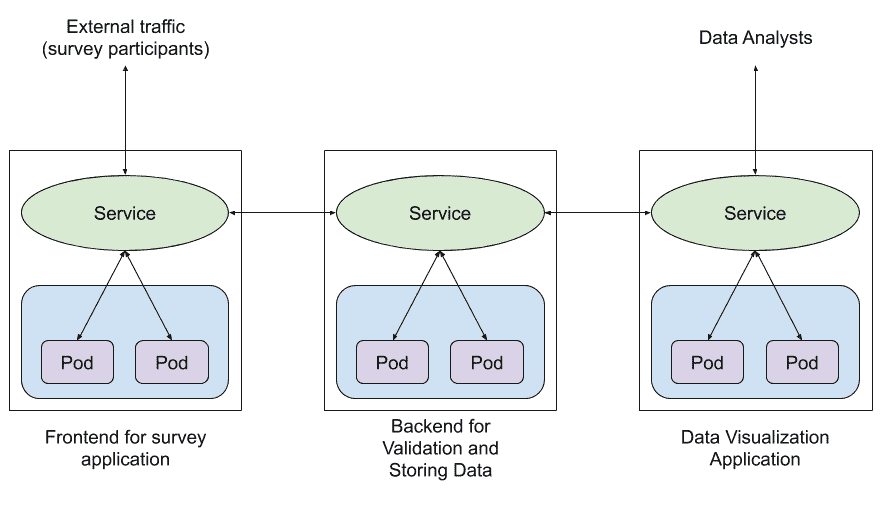 External traffic
(survey participants)
Data Analysts
Service
Service
Service
Pod
Pod
Pod
Pod
Pod
Pod
Frontend for survey
application
Backend for
Validation and
Storing Data
Data Visualization
Application